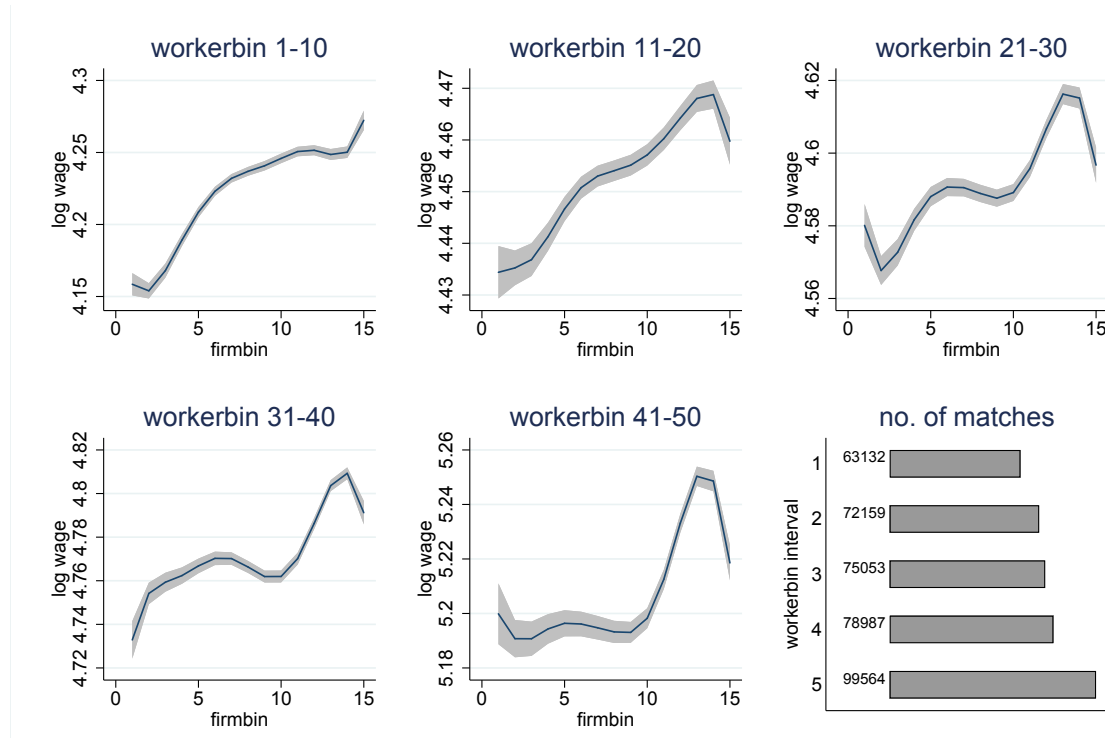 workerbin 1-10
log wage
4.15 4.2 4.25 4.3
0 5 10 15
firmbin
workerbin 11-20
log wage
4.43 4.44 4.45 4.46 4.47
0 5 10 15
firmbin
workerbin 21-30
log wage
4.56 4.58 4.6 4.62
0 5 10 15
firmbin
workerbin 31-40
log wage
4.72 4.74 4.76 4.78 4.8 4.82
0 5 10 15
firmbin
workerbin 41-50
log wage
5.18 5.2 5.22 5.24 5.26
0 5 10 15
firmbin
no. of matches
workerbin interval
1 63132
2 72159
3 75053
4 78987
5 99564